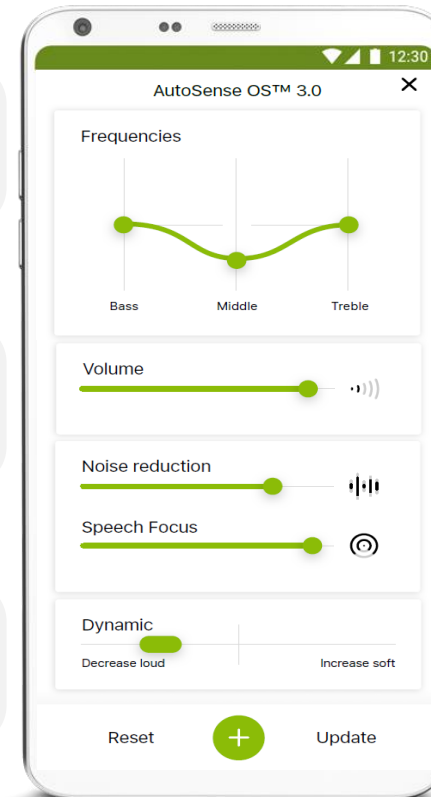 12:30
AutoSense OS™ 3.0
Frequencies
Bass Middle Treble
Volume
Noise reduction
Speech Focus
Dynamic
Decrease loud Increase soft
Reset Update